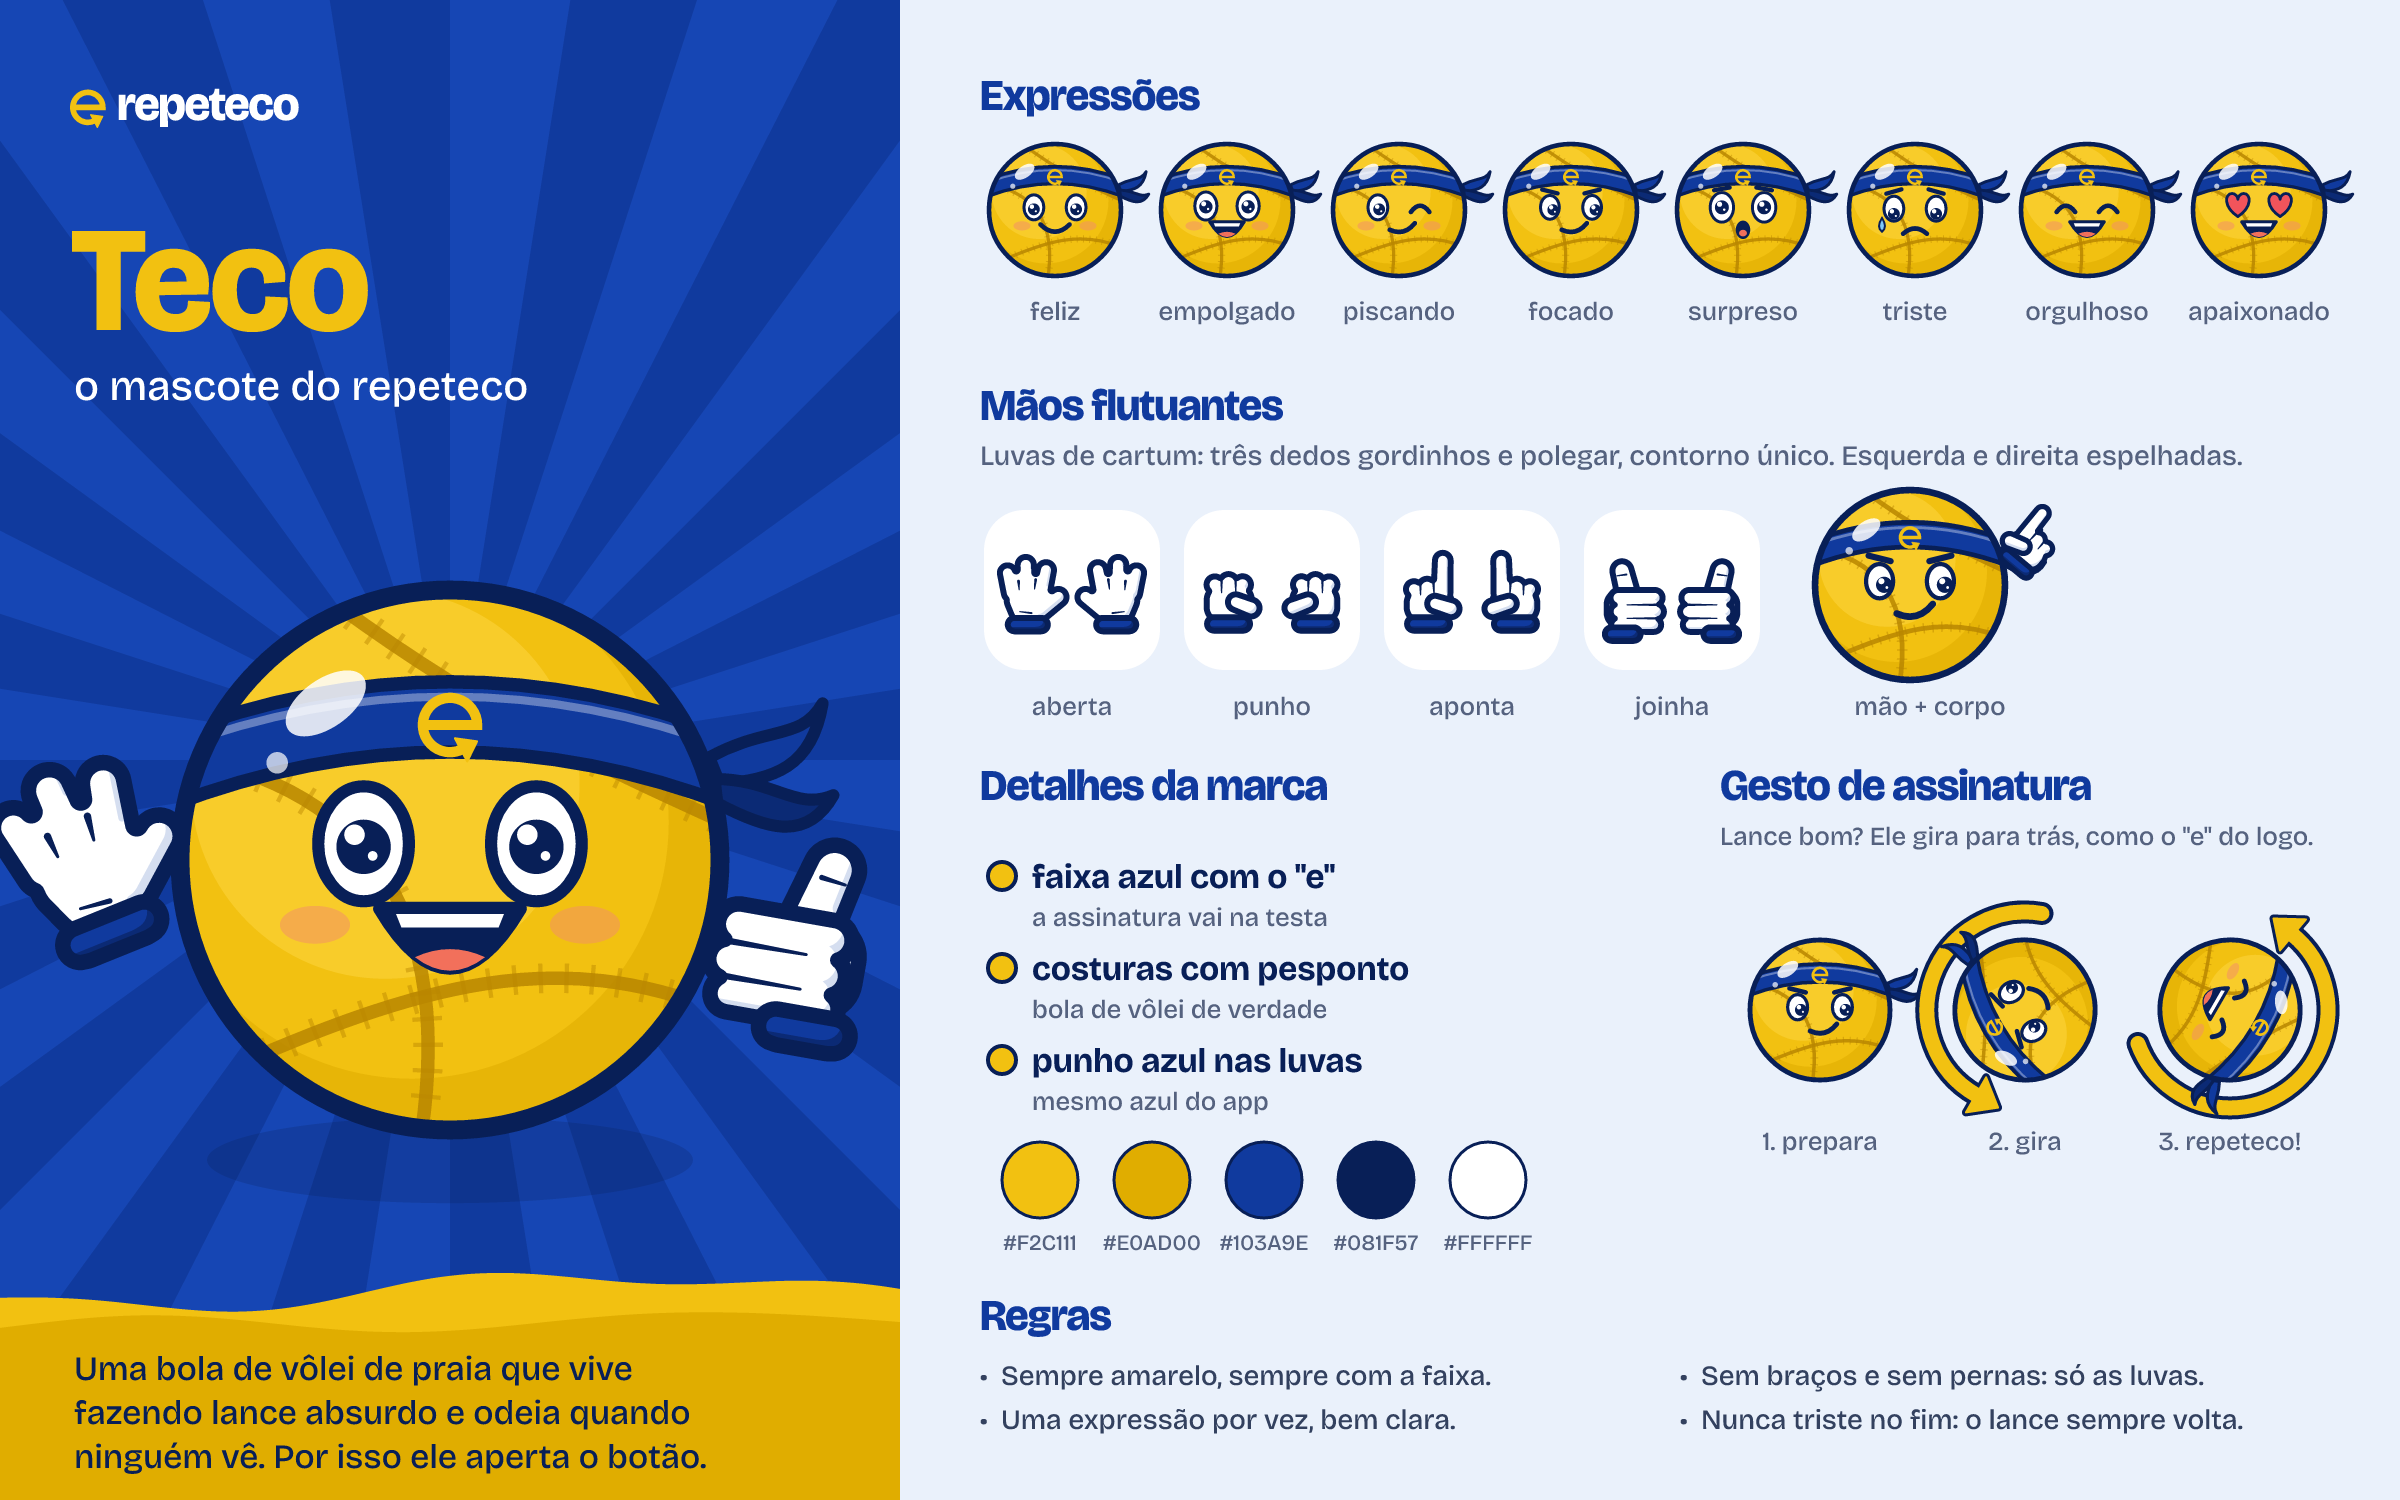 repeteco
Teco
o mascote do repeteco
Uma bola de vôlei de praia que vive
fazendo lance absurdo e odeia quando
ninguém vê. Por isso ele aperta o botão.
Expressões
feliz
empolgado
piscando
focado
surpreso
triste
orgulhoso
apaixonado
Mãos flutuantes
Luvas de cartum: três dedos gordinhos e polegar, contorno único. Esquerda e direita espelhadas.
aberta
punho
aponta
joinha
mão + corpo
Detalhes da marca
faixa azul com o "e"
a assinatura vai na testa
costuras com pesponto
bola de vôlei de verdade
punho azul nas luvas
mesmo azul do app
#F2C111
#E0AD00
#103A9E
#081F57
#FFFFFF
Gesto de assinatura
Lance bom? Ele gira para trás, como o "e" do logo.
1. prepara
2. gira
3. repeteco!
Regras
• Sempre amarelo, sempre com a faixa.
• Uma expressão por vez, bem clara.
• Sem braços e sem pernas: só as luvas.
• Nunca triste no fim: o lance sempre volta.